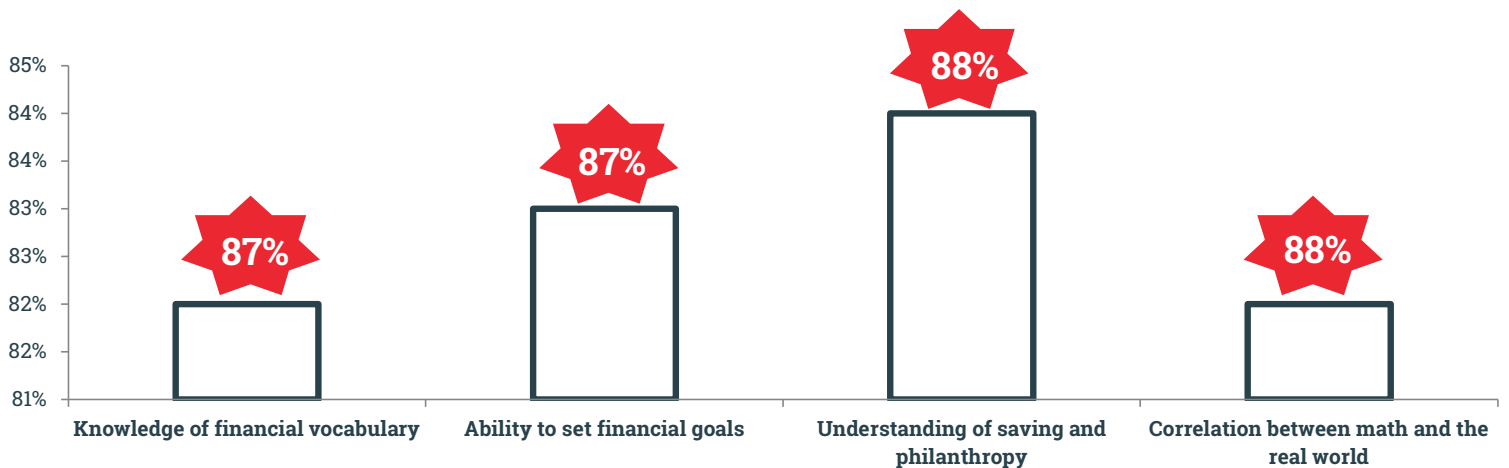 88%
85%
84%
87%
84%
83%
87%
88%
83%
82%
82%
81%
Knowledge of financial vocabulary
Ability to set financial goals
Understanding of saving and
philanthropy
Correlation between math and the
real world